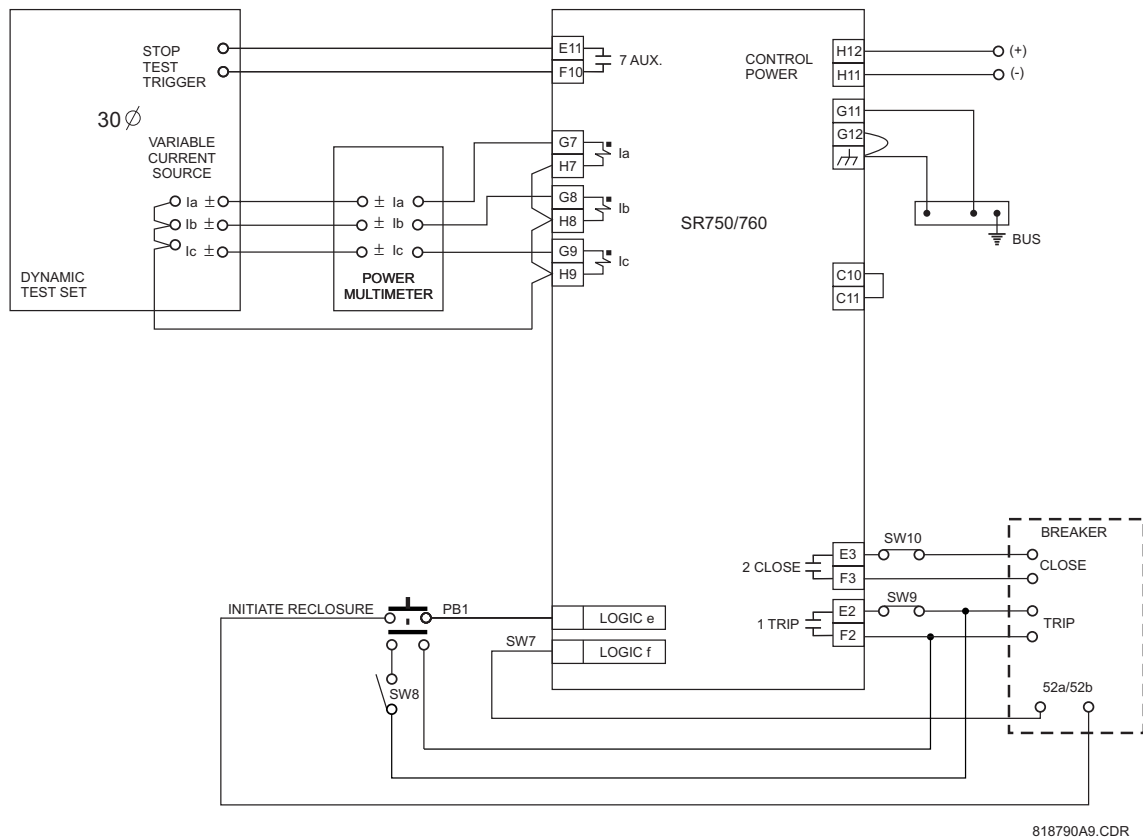 STOP
TEST
TRIGGER
30∅
VARIABLE
CURRENT
SOURCE
Ia ±
Ib ±
Ic ±
DYNAMIC
TEST SET
± Ia
± Ib
± Ic
POWER
MULTIMETER
E11
F10
7 AUX.
G7
H7
Ia
G8
H8
Ib
G9
H9
Ic
SR750/760
CONTROL
POWER
H12
H11
(+)
(-)
G11
G12
BUS
C10
C11
2 CLOSE
E3
F3
SW10
1 TRIP
E2
F2
SW9
BREAKER
CLOSE
TRIP
52a/52b
INITIATE RECLOSURE
PB1
LOGIC e
SW7
LOGIC f
SW8
818790A9.CDR